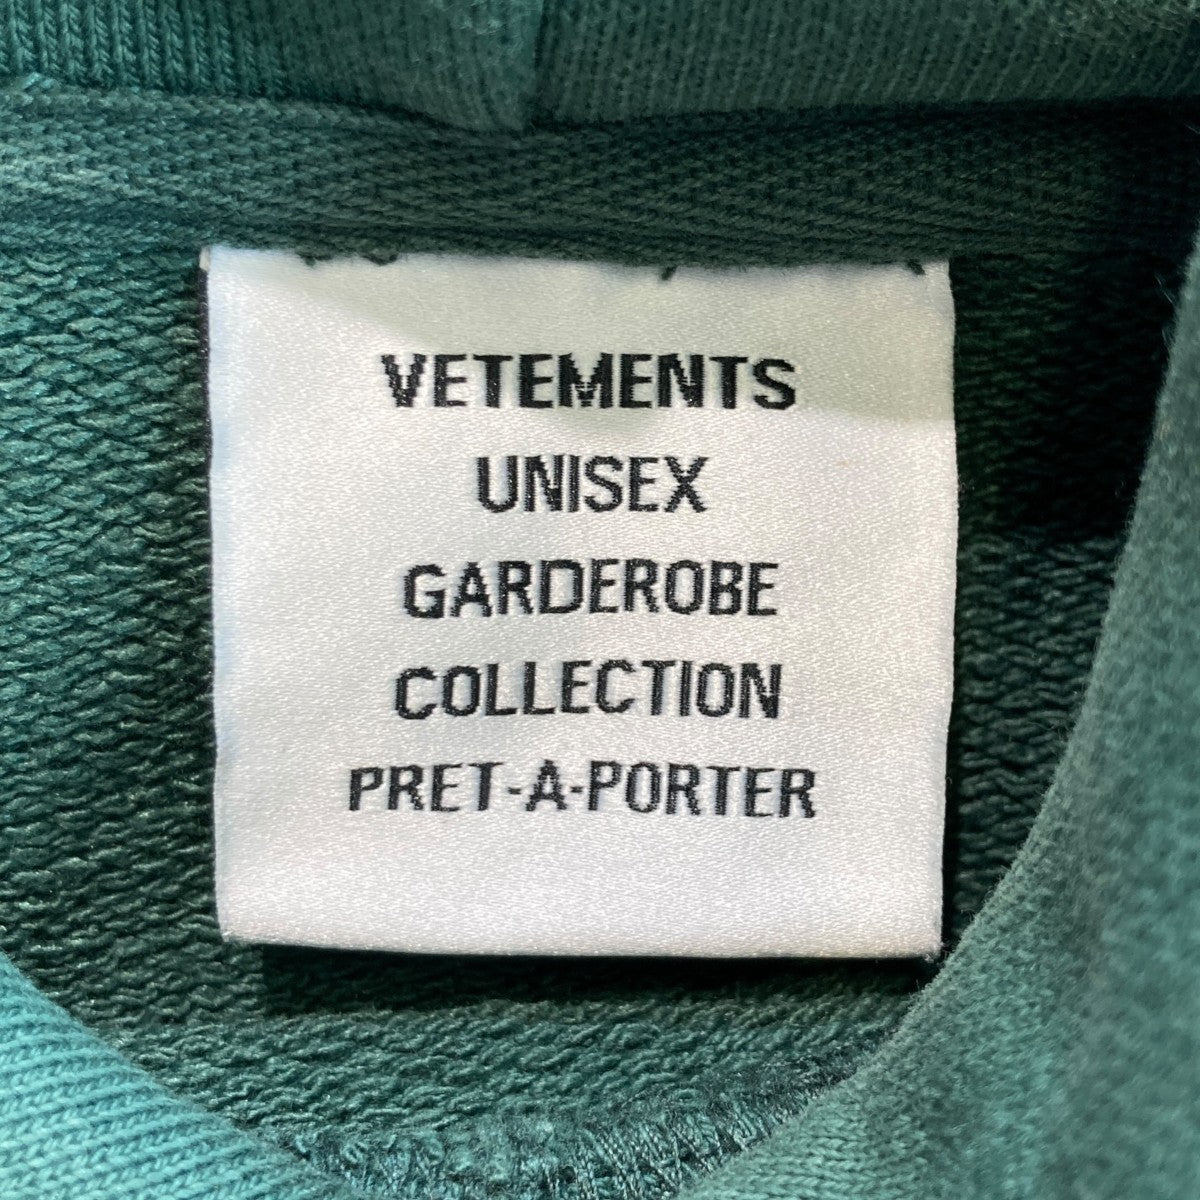 VETEMENTS
UNISEX
GARDEROBE
COLLECTION
PRET-A-PORTER